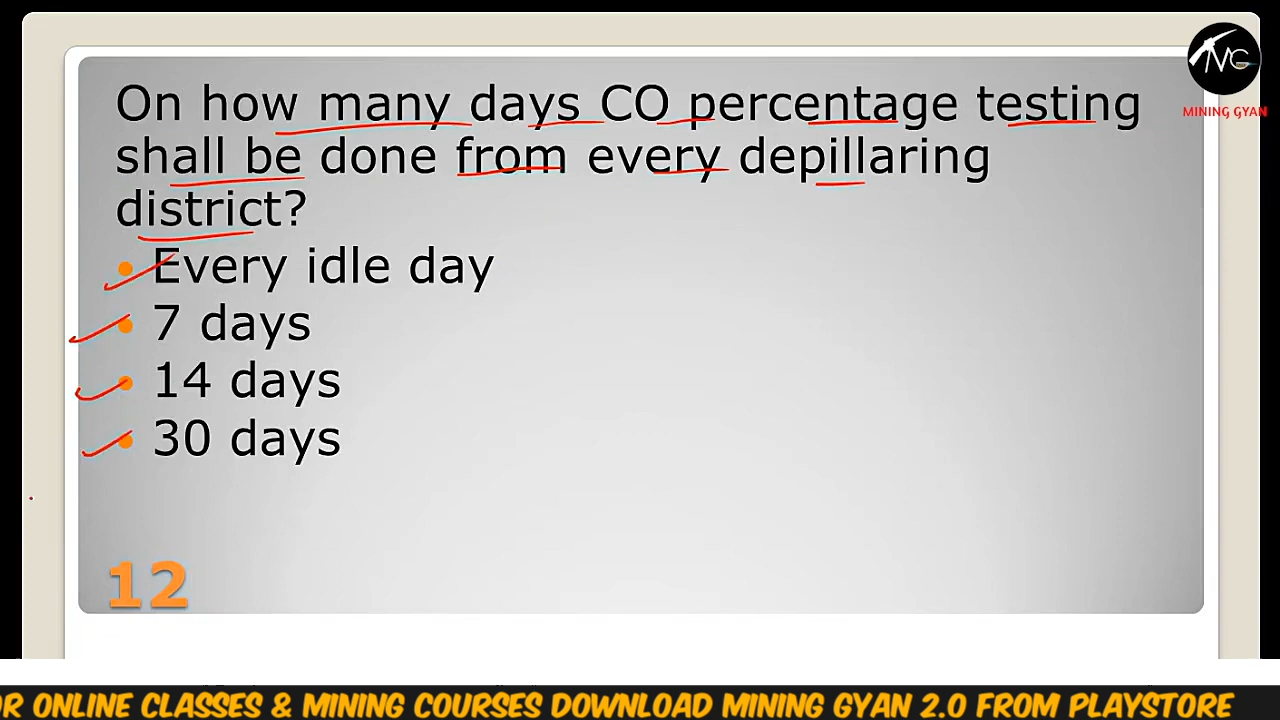 MINING GYAN
On how many days CO percentage testing
shall be done from every depillaring
district?
• Every idle day
• 7 days
• 14 days
• 30 days
12
OR ONLINE CLASSES & MINING COURSES DOWNLOAD MINING GYAN 2.0 FROM PLAYSTORE